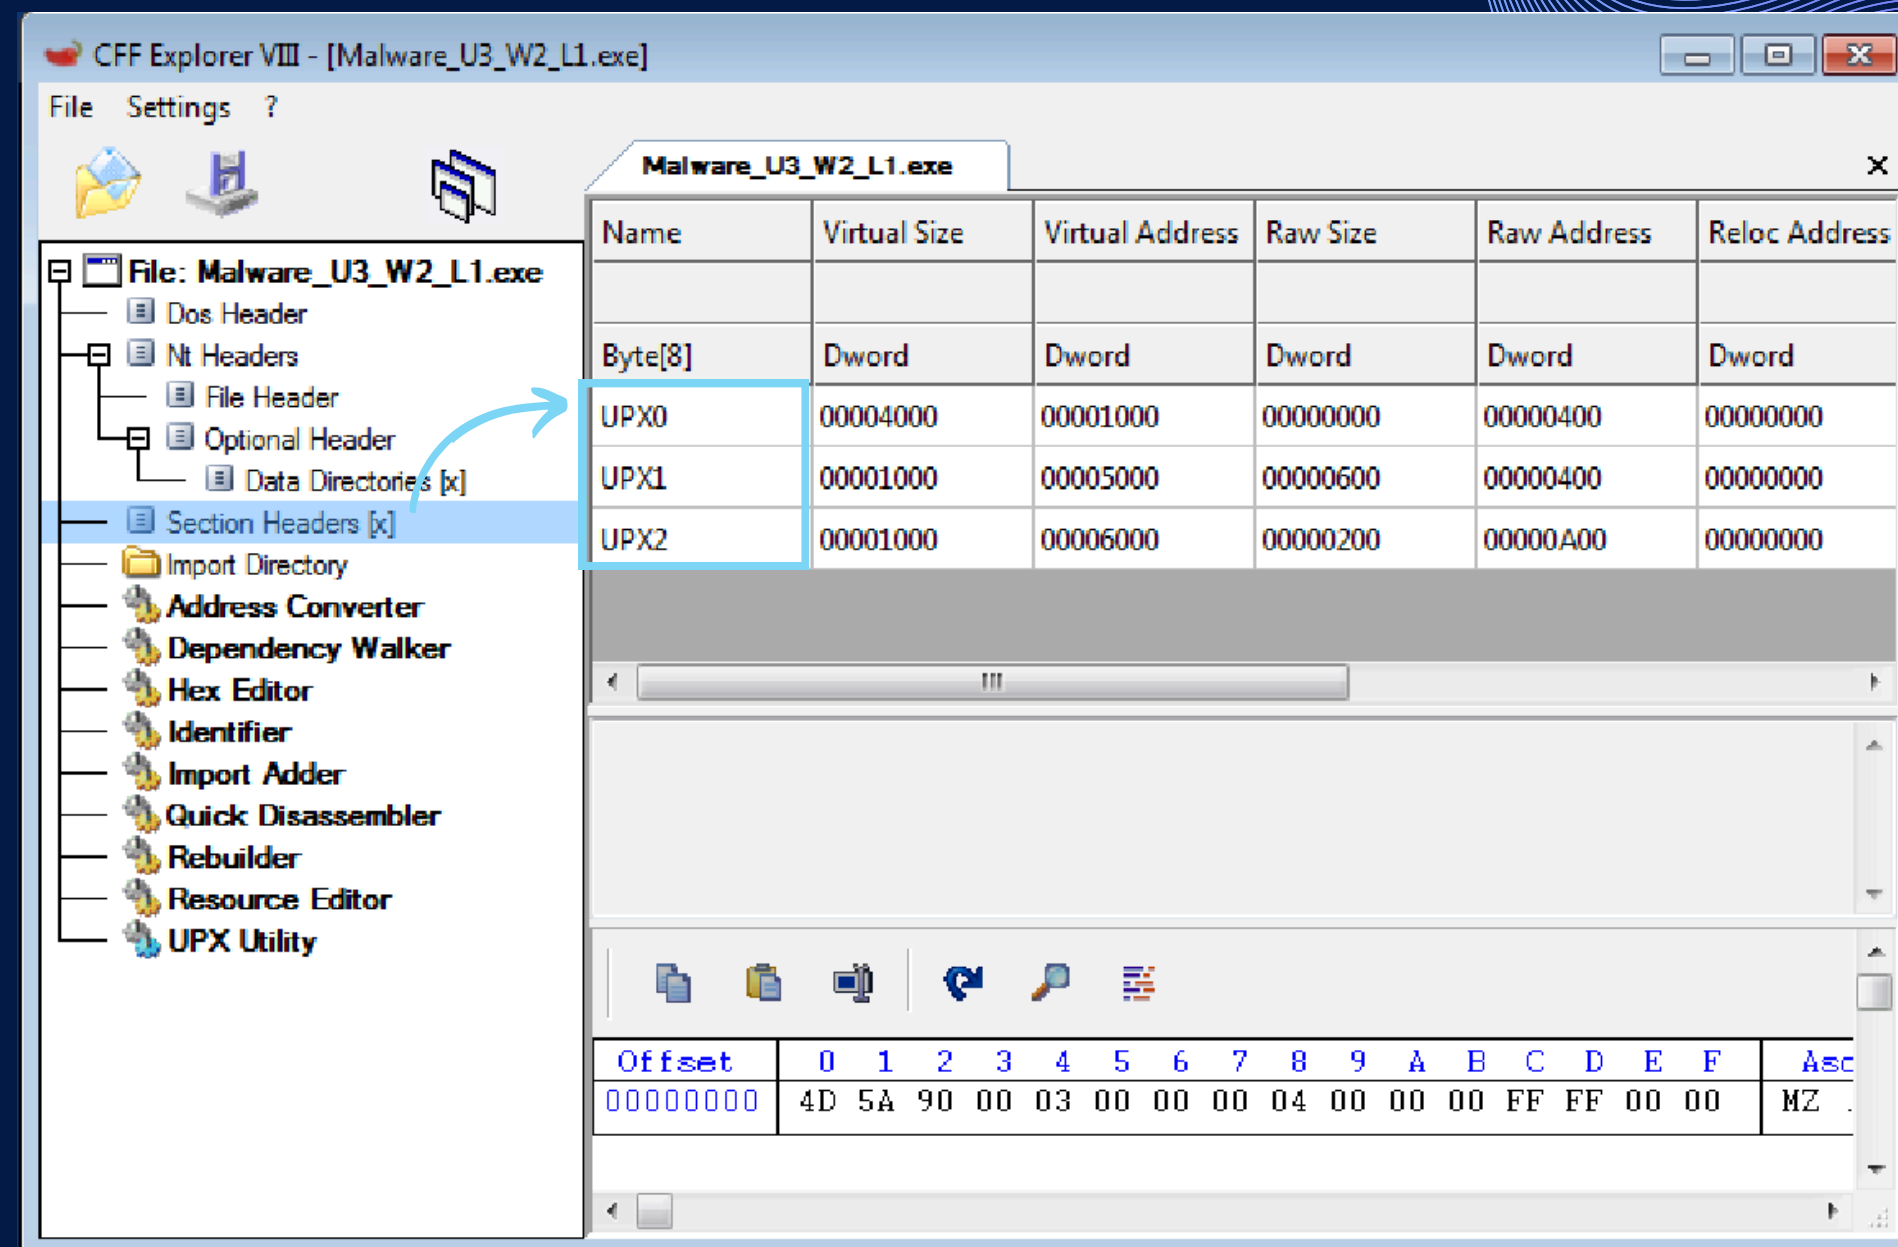 CFF Explorer VIII - [Malware_U3_W2_L1.exe]
File Settings ?
Malware_U3_W2_L1.exe
File: Malware_U3_W2_L1.exe
Dos Header
Nt Headers
File Header
Optional Header
Data Directories [x]
Section Headers [x]
Import Directory
Address Converter
Dependency Walker
Hex Editor
Identifier
Import Adder
Quick Disassembler
Rebuilder
Resource Editor
UPX Utility
Name Virtual Size Virtual Address Raw Size Raw Address Reloc Address
Byte[8] Dword Dword Dword Dword Dword
UPX0 00004000 00001000 00000000 00000400 00000000
UPX1 00001000 00005000 00000600 00000400 00000000
UPX2 00001000 00006000 00000200 00000A00 00000000
Offset 0 1 2 3 4 5 6 7 8 9 A B C D E F Asc
00000000 4D 5A 90 00 03 00 00 00 04 00 00 00 FF FF 00 00 MZ .